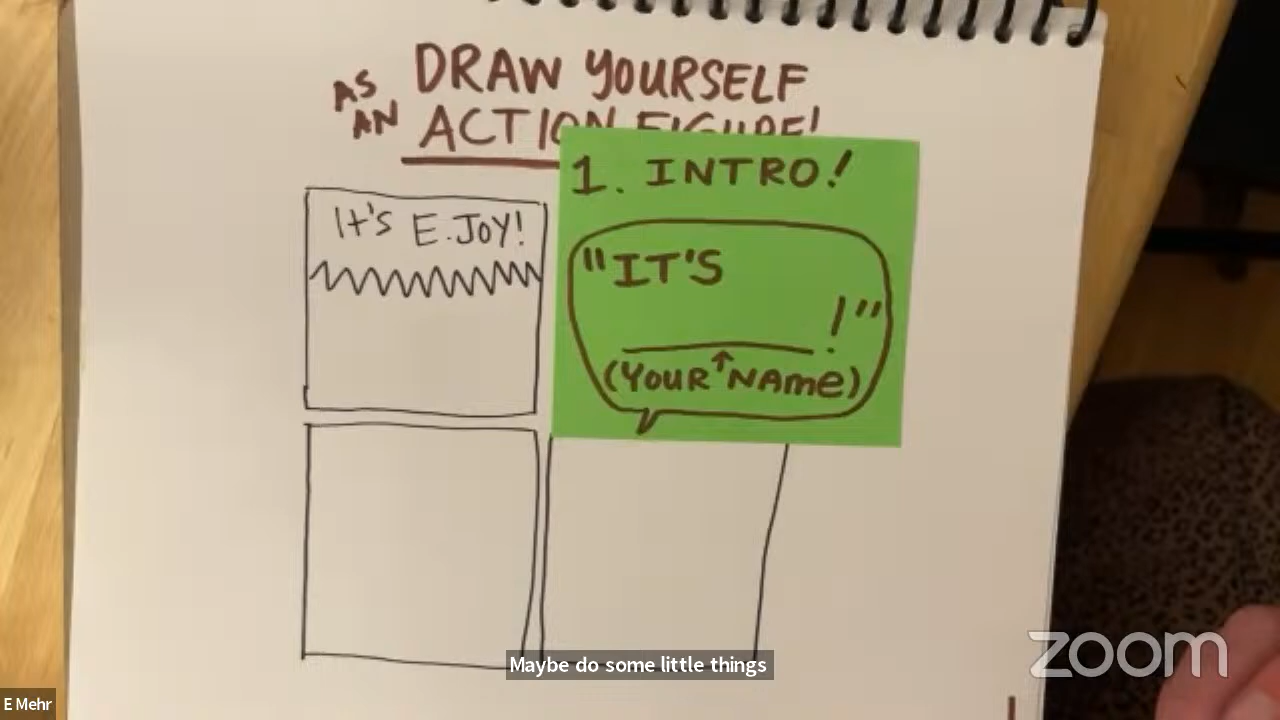 DRAW YOURSELF
AS
AN
ACTION FIGURE!
1. INTRO!
"IT'S
!"
(YOUR NAME)
It's E.JOY!
Maybe do some little things
zoom
E Mehr